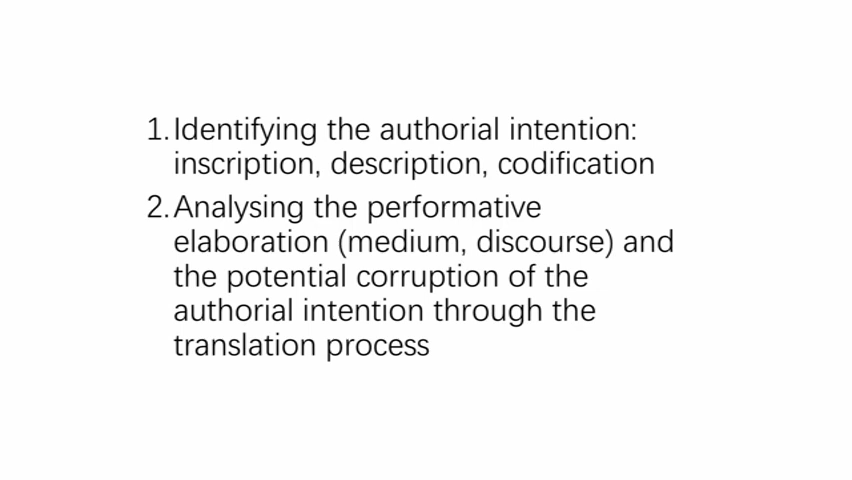 1. Identifying the authorial intention:
inscription, description, codification
2. Analysing the performative
elaboration (medium, discourse) and
the potential corruption of the
authorial intention through the
translation process